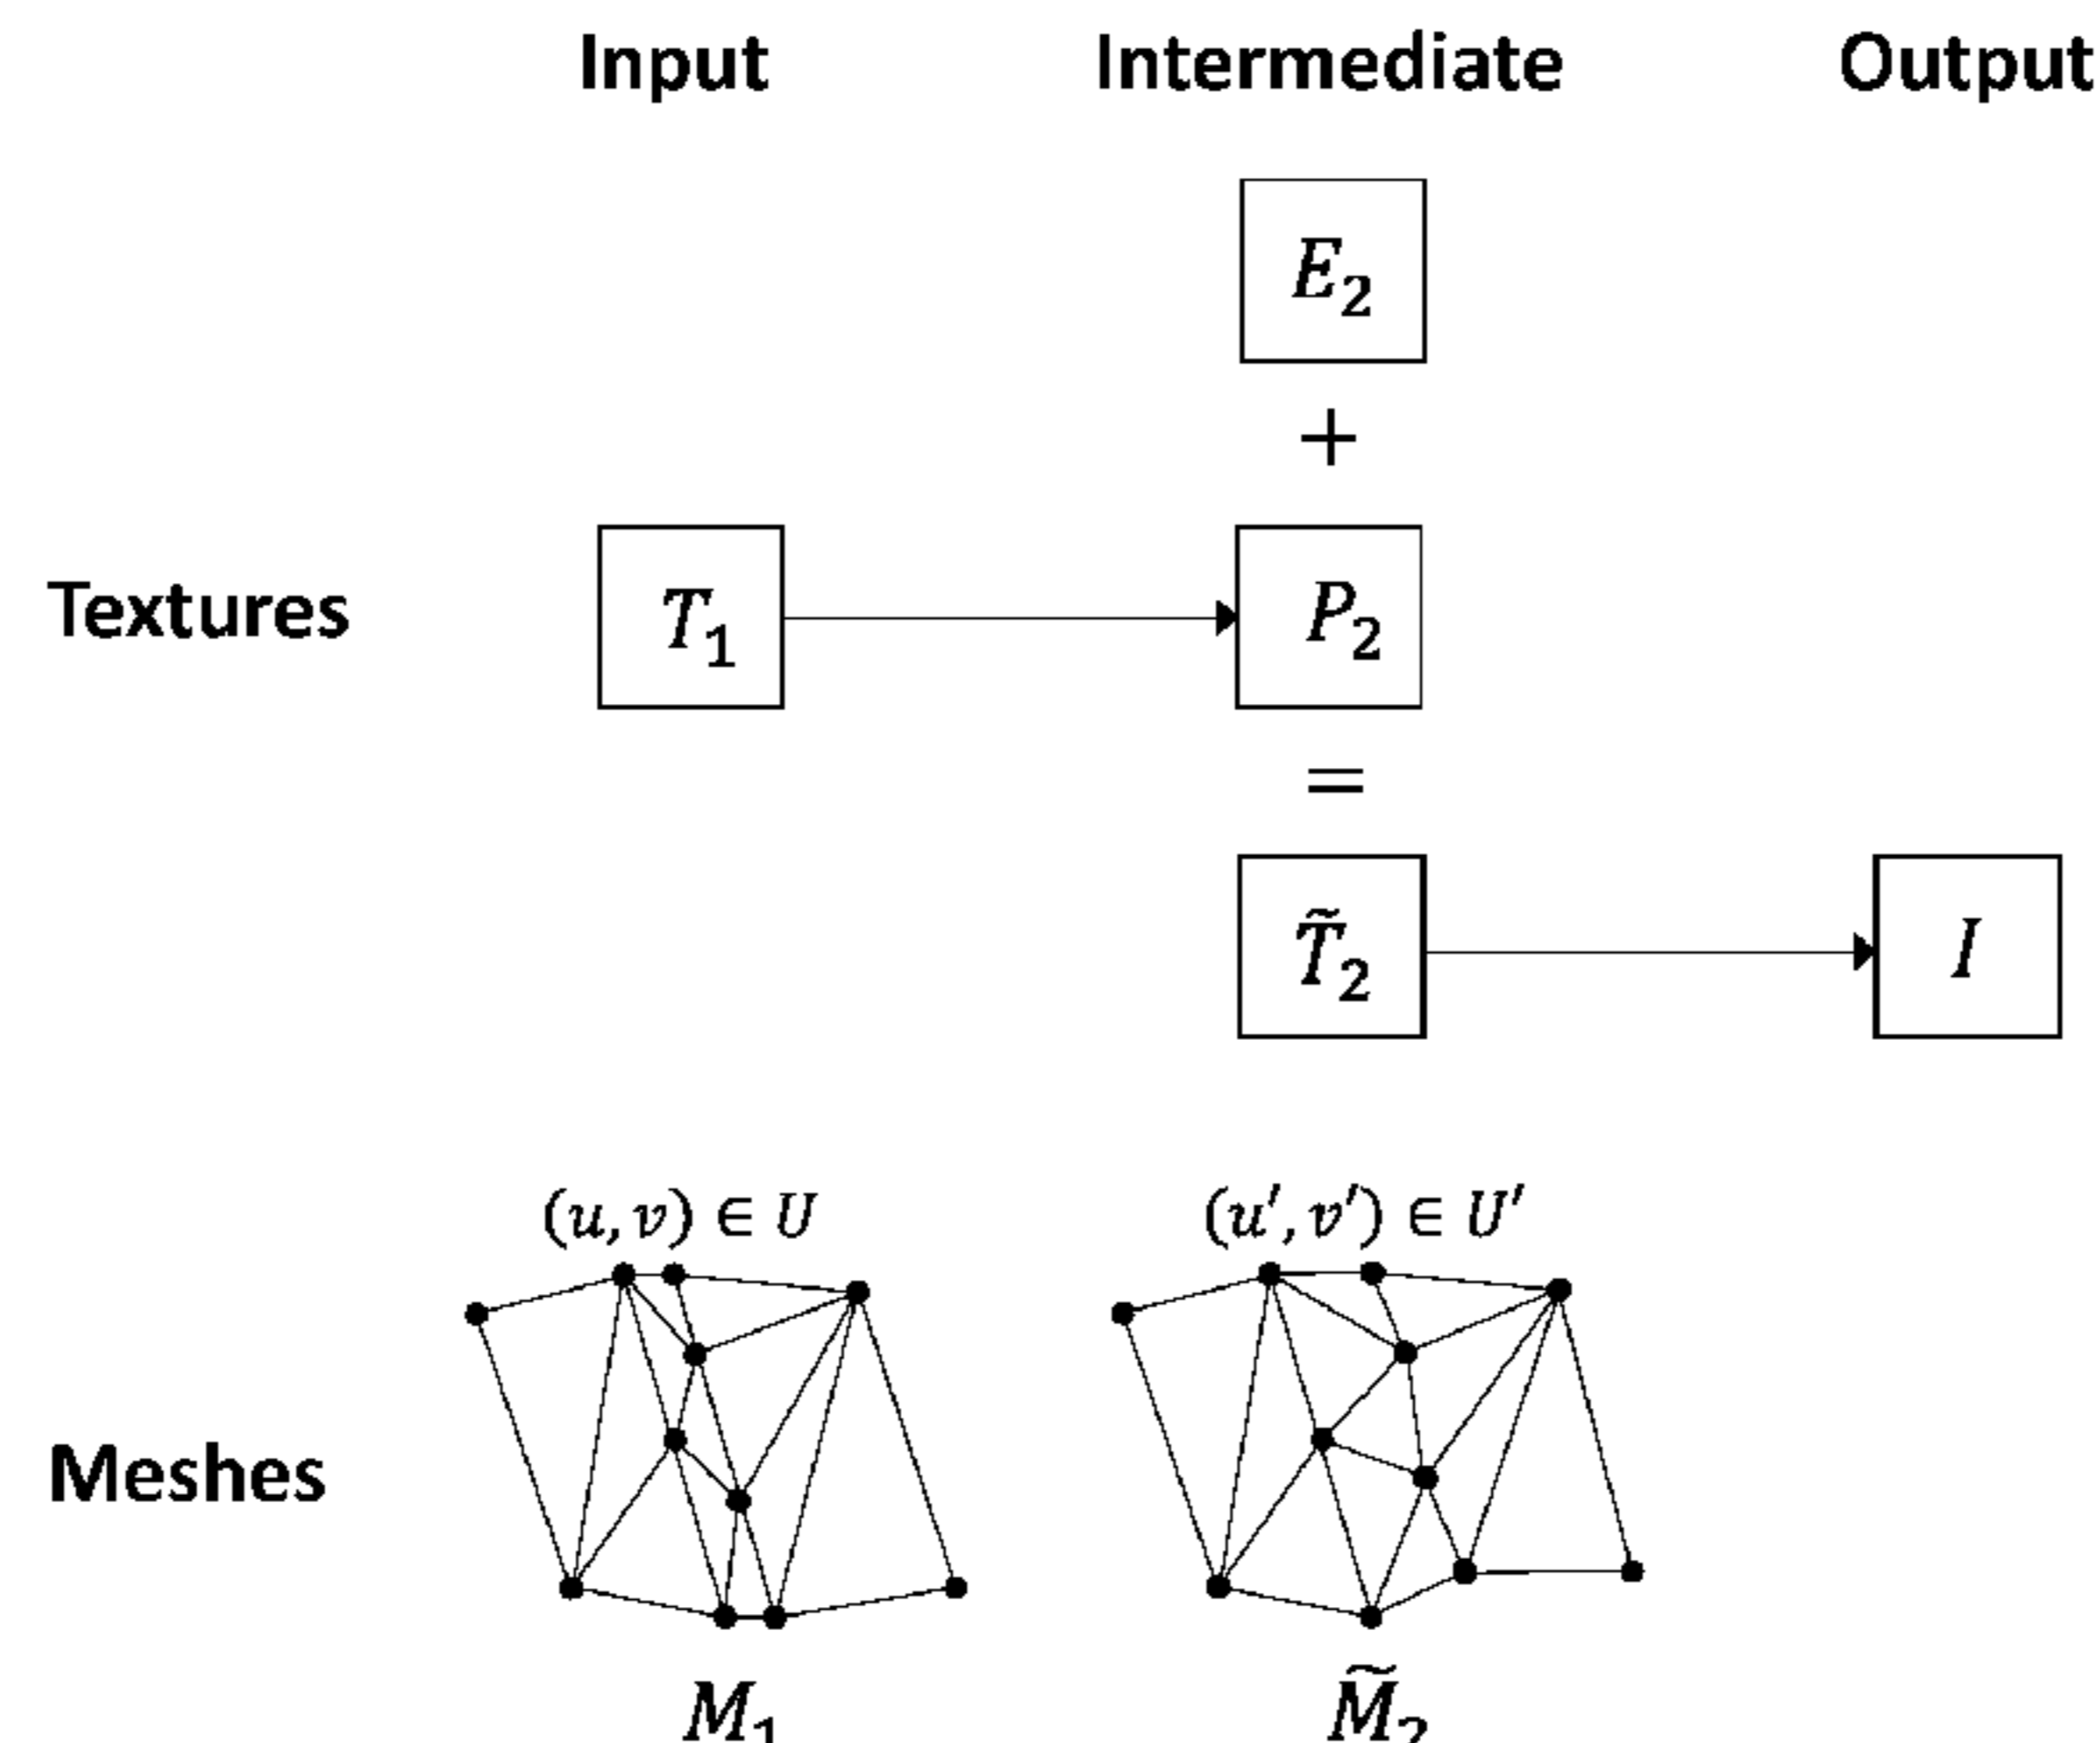 Input Intermediate Output
E₂
+
Textures T₁ P₂
=
T̃₂ I
(u, v) ∈ U (u′, v′) ∈ U′
Meshes
M₁ M̃₂